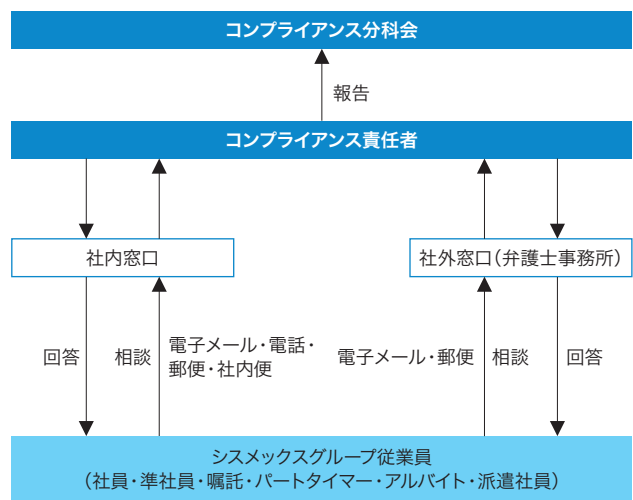 コンプライアンス分科会
報告
コンプライアンス責任者
社内窓口
社外窓口（弁護士事務所）
回答
相談
電子メール・電話・
郵便・社内便
電子メール・郵便
相談
回答
シスメックスグループ従業員
（社員・準社員・嘱託・パートタイマー・アルバイト・派遣社員）